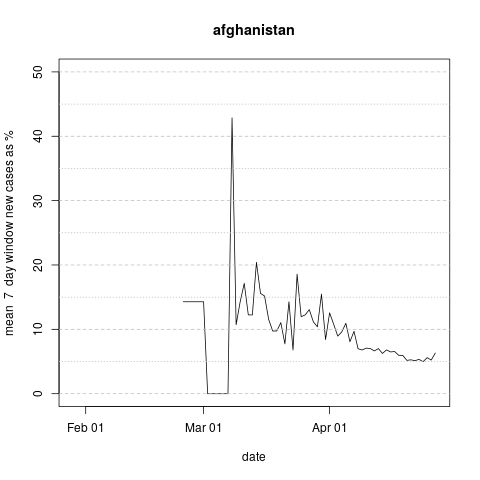 afghanistan
mean 7 day window new cases as %
50
40
30
20
10
0
Feb 01
Mar 01
Apr 01
date